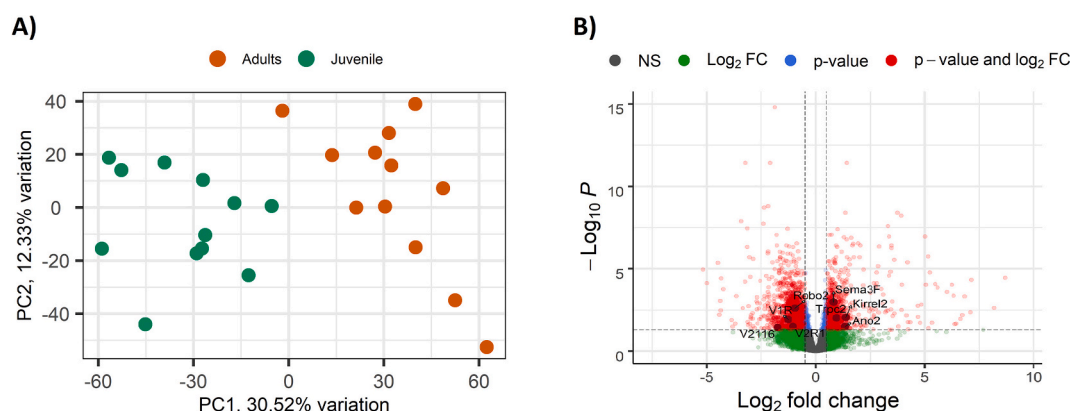 A)
Adults Juvenile
PC2, 12.33% variation
40
20
0
-20
-40
-60 -30 0 30 60
PC1, 30.52% variation
B)
NS Log2 FC p-value p – value and log2 FC
– Log10 P
15
10
5
0
Robo2 Sema3F
V1R Trpc2 Kirrel2
Ano2
V2116 V2R1
-5 0 5 10
Log2 fold change